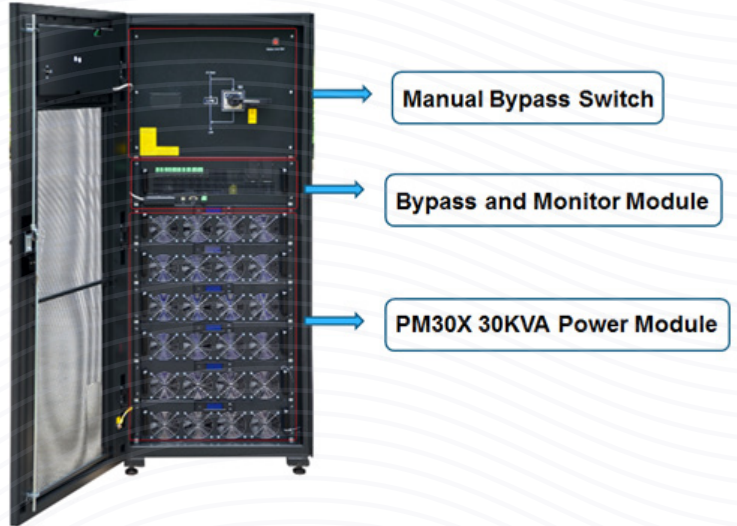 Manual Bypass Switch
Bypass and Monitor Module
PM30X 30KVA Power Module